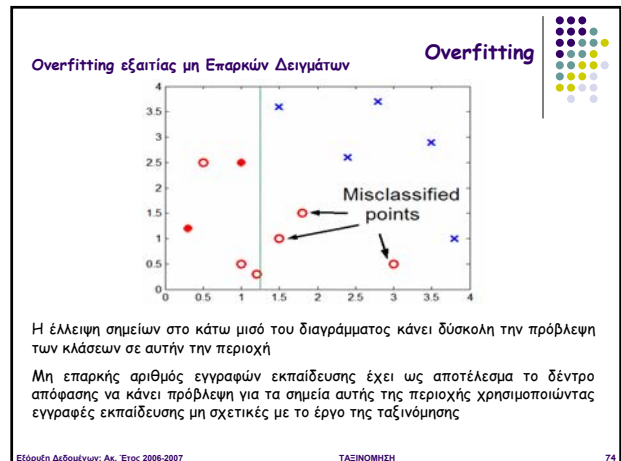 Overfitting
Overfitting εξαιτίας μη Επαρκών Δειγμάτων
4
3.5
3
2.5
2
1.5
1
0.5
0
Misclassified
points
0 0.5 1 1.5 2 2.5 3 3.5 4
Η έλλειψη σημείων στο κάτω μισό του διαγράμματος κάνει δύσκολη την πρόβλεψη
των κλάσεων σε αυτήν την περιοχή
Μη επαρκής αριθμός εγγραφών εκπαίδευσης έχει ως αποτέλεσμα το δέντρο
απόφασης να κάνει πρόβλεψη για τα σημεία αυτής της περιοχής χρησιμοποιώντας
εγγραφές εκπαίδευσης μη σχετικές με το έργο της ταξινόμησης
Εξόρυξη Δεδομένων: Ακ. Έτος 2006-2007 ΤΑΞΙΝΟΜΗΣΗ 74